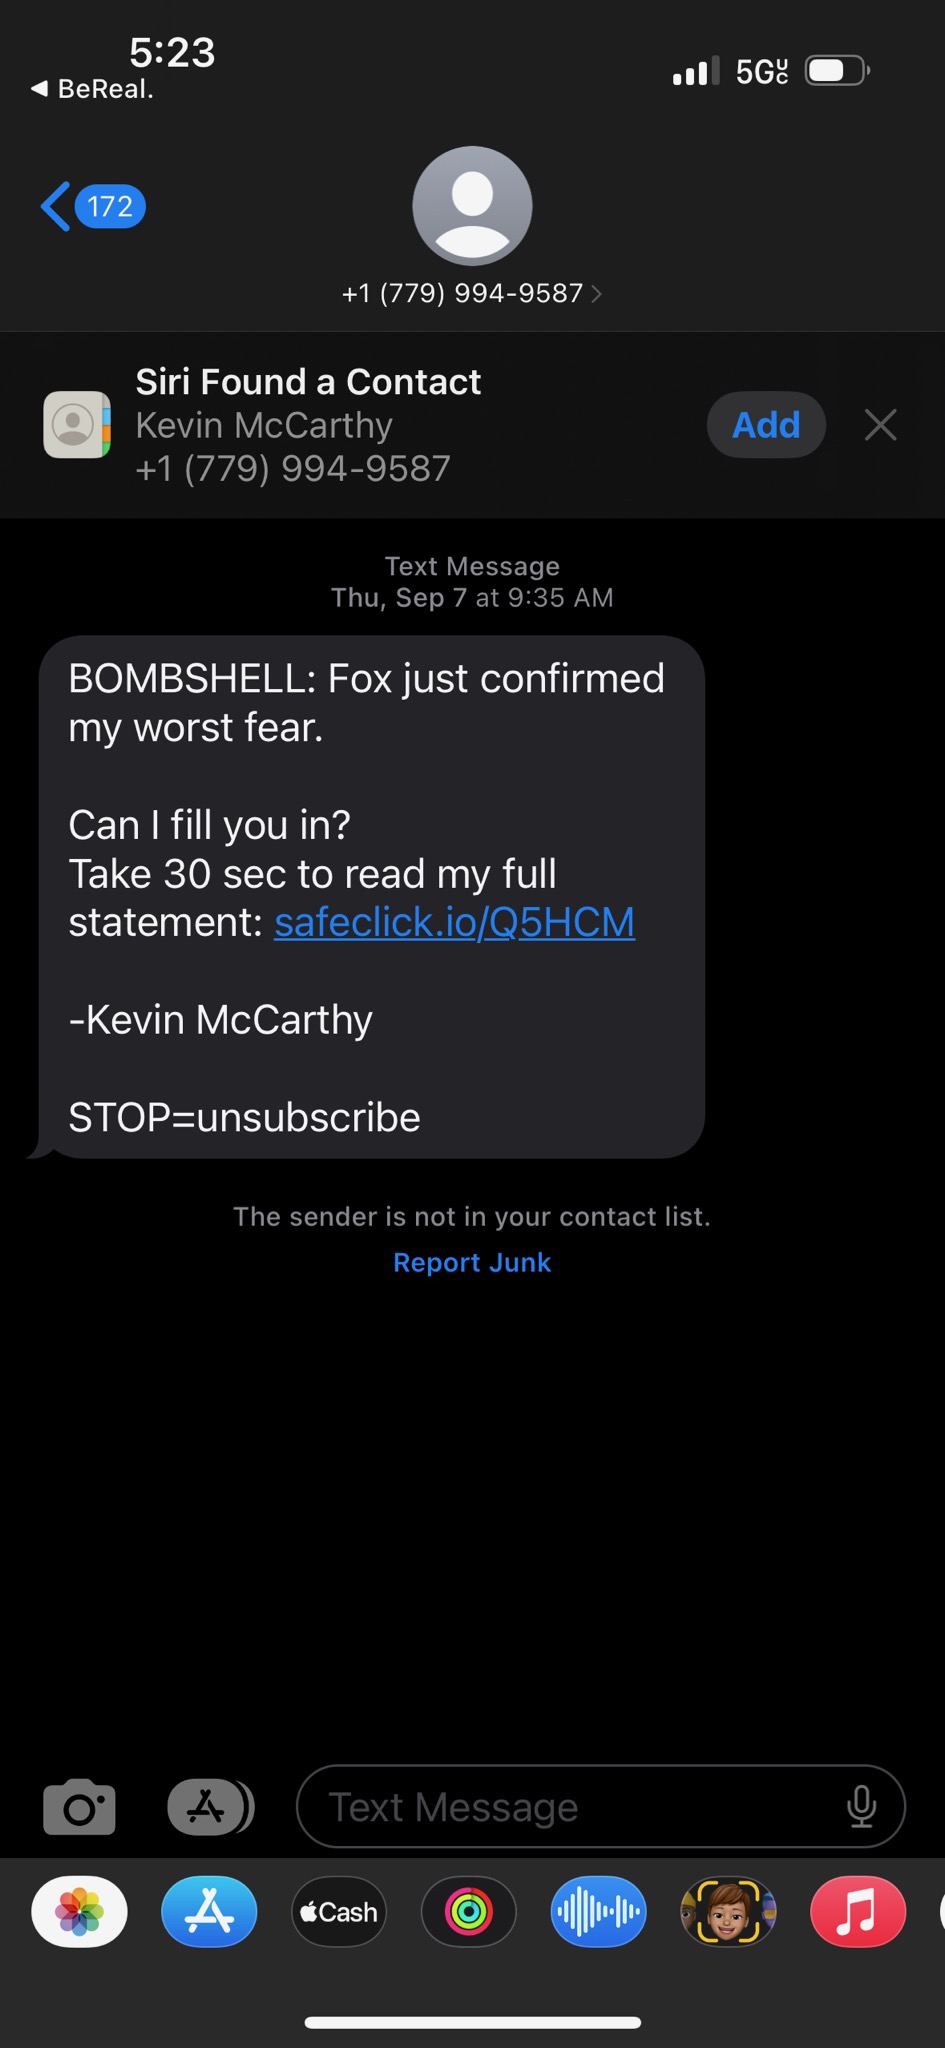 5:23
◀ BeReal.
5GUC
172
+1 (779) 994-9587
Siri Found a Contact
Kevin McCarthy
+1 (779) 994-9587
Add
Text Message
Thu, Sep 7 at 9:35 AM
BOMBSHELL: Fox just confirmed
my worst fear.
Can I fill you in?
Take 30 sec to read my full
statement: safeclick.io/Q5HCM
-Kevin McCarthy
STOP=unsubscribe
The sender is not in your contact list.
Report Junk
Text Message
Cash